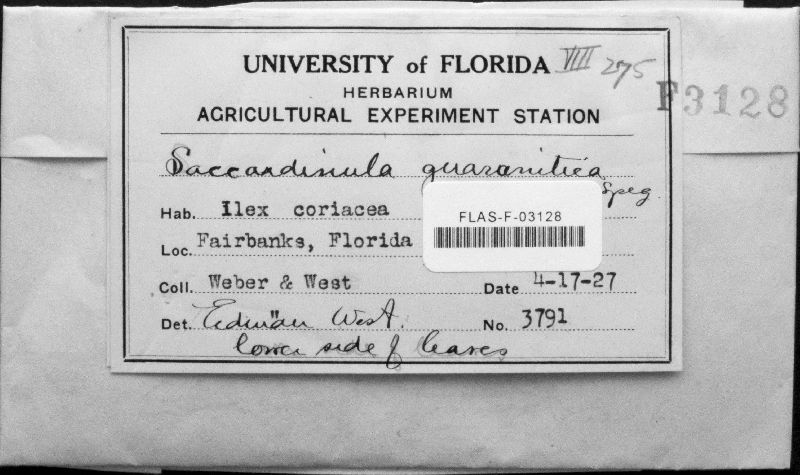 UNIVERSITY of FLORIDA VIII 275
HERBARIUM F3128
AGRICULTURAL EXPERIMENT STATION
Saccardinula guaranitica
Speg.
Hab. Ilex coriacea
FLAS-F-03128
Loc. Fairbanks, Florida
Coll. Weber & West Date 4-17-27
Det. Erdman West. No. 3791
lower side of leaves